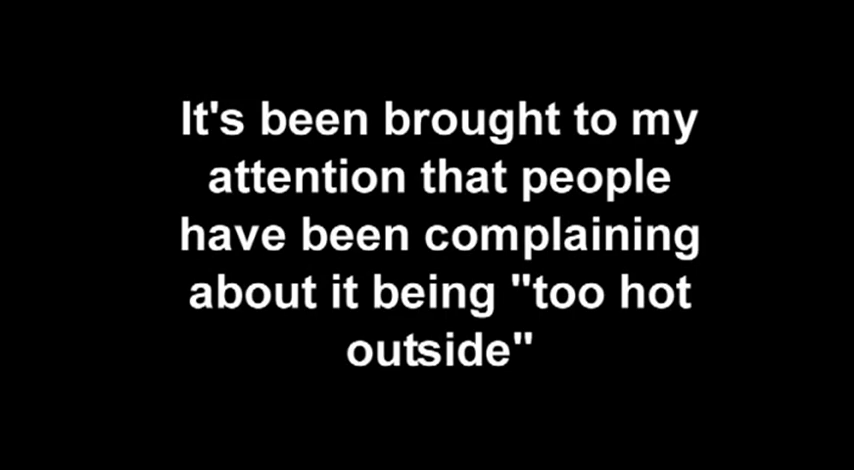 It's been brought to my
attention that people
have been complaining
about it being "too hot
outside"